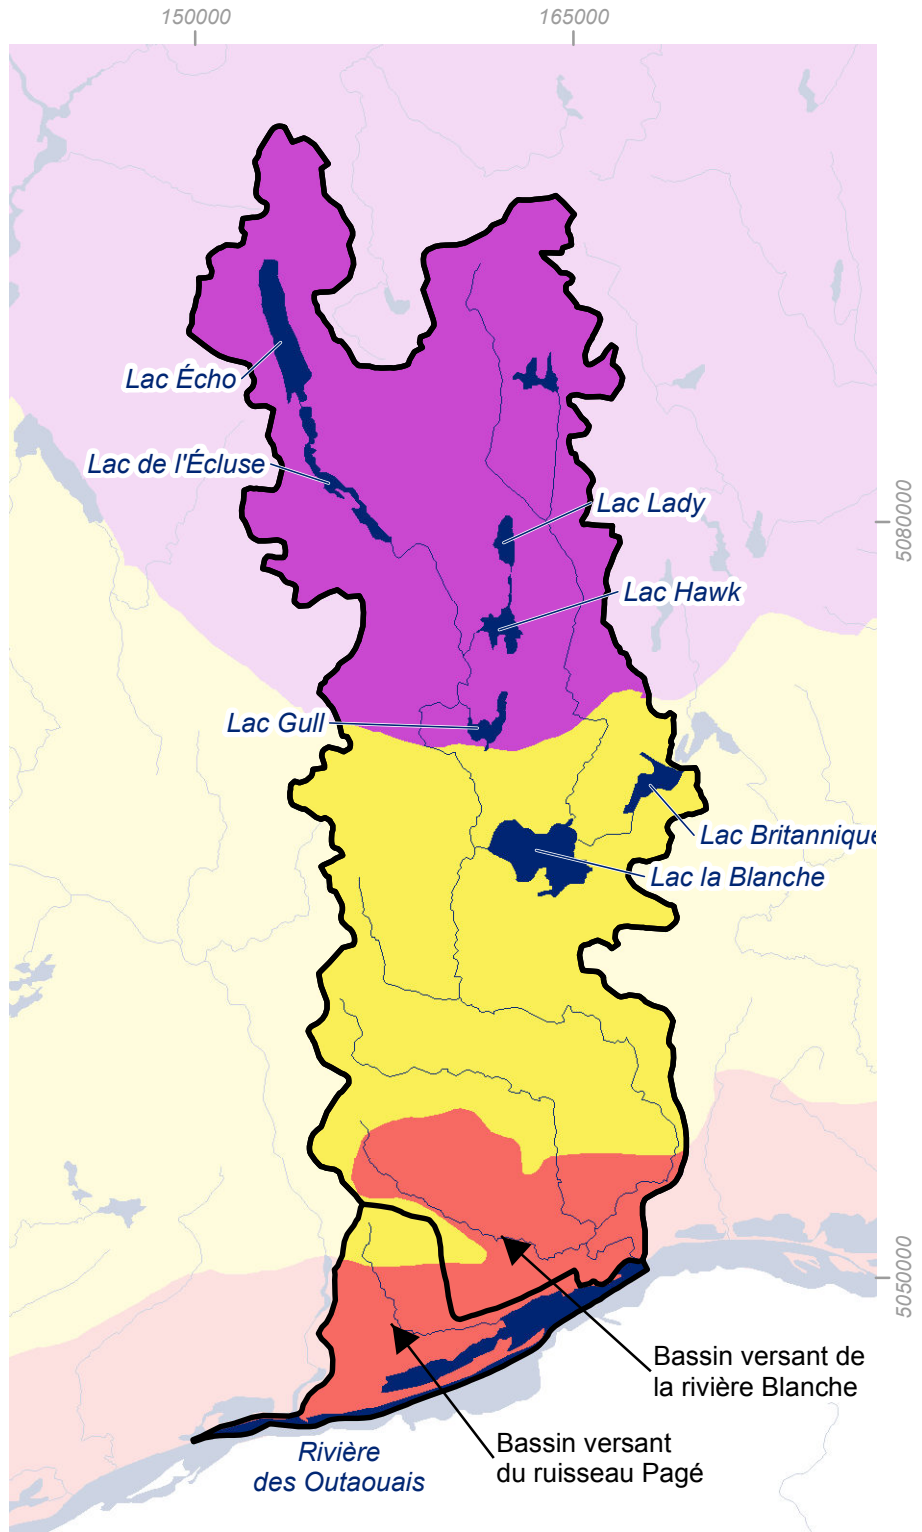 150000
165000
Lac Écho
Lac de l'Écluse
Lac Lady
5080000
Lac Hawk
Lac Gull
Lac Britannique
Lac la Blanche
5050000
Bassin versant de
la rivière Blanche
Bassin versant
du ruisseau Pagé
Rivière
des Outaouais